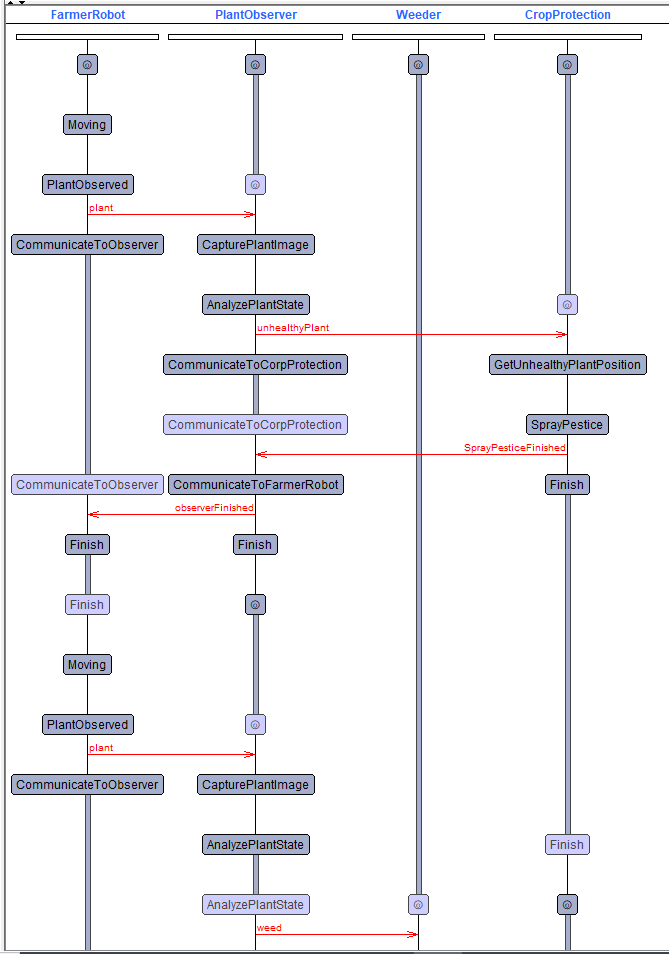 FarmerRobot PlantObserver Weeder CropProtection
Moving
PlantObserved
plant
CommunicateToObserver CapturePlantImage
AnalyzePlantState
unhealthyPlant
CommunicateToCorpProtection GetUnhealthyPlantPosition
CommunicateToCorpProtection SprayPestice
SprayPesticeFinished
CommunicateToObserver CommunicateToFarmerRobot Finish
observerFinished
Finish Finish
Finish
Moving
PlantObserved
plant
CommunicateToObserver CapturePlantImage
AnalyzePlantState Finish
AnalyzePlantState
weed